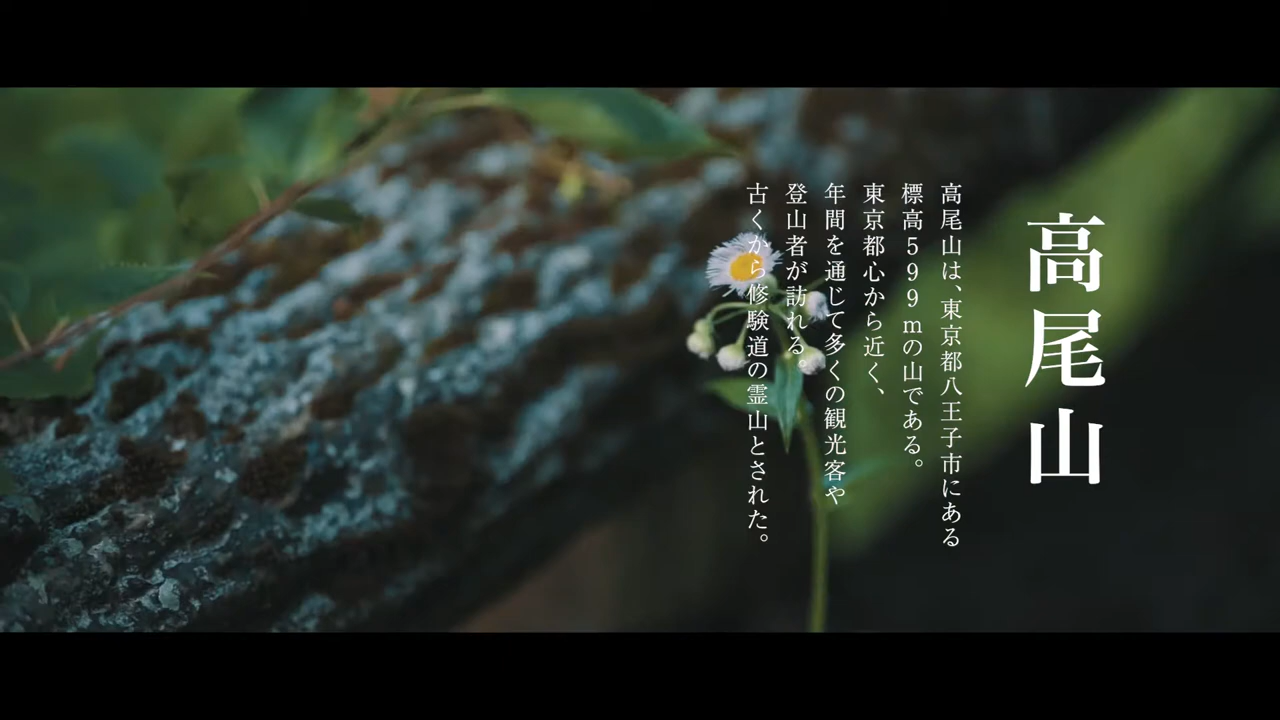 高尾山
高尾山は、東京都八王子市にある
標高599mの山である。
東京都心から近く、
年間を通じて多くの観光客や
登山者が訪れる。
古くから修験道の霊山とされた。